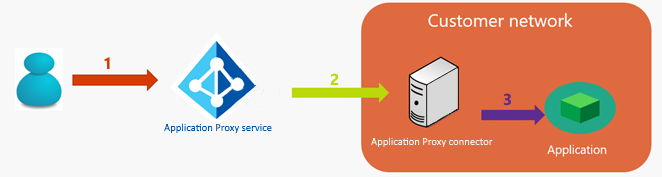 Customer network
1
2
3
Application Proxy service
Application Proxy connector
Application